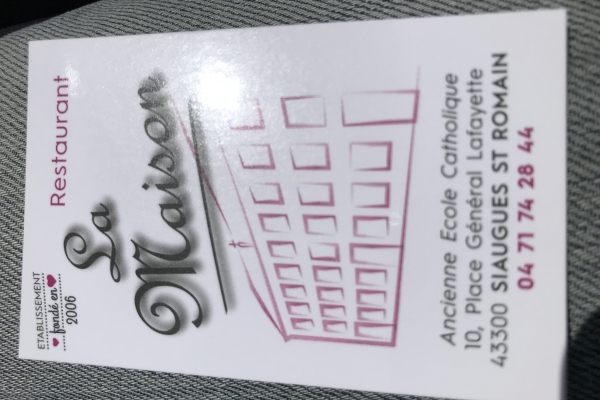 ETABLISSEMENT
fondé en
2006
Restaurant
La
Maison
Ancienne Ecole Catholique
10, Place Général Lafayette
43300 SIAUGUES ST ROMAIN
04 71 74 28 44